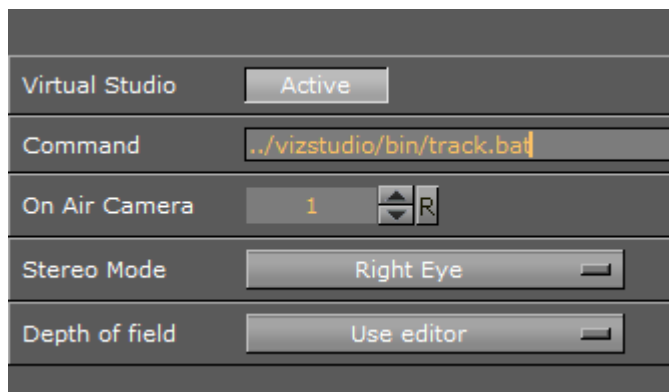 Virtual Studio Active
Command ../vizstudio/bin/track.bat
On Air Camera 1 R
Stereo Mode Right Eye
Depth of field Use editor